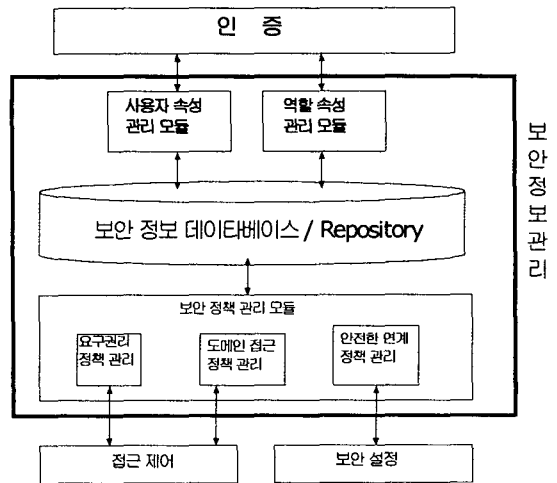 인 증
사용자 속성 역할 속성
관리 모듈 관리 모듈
보안정보관리
보안 정보 데이타베이스 / Repository
보안 정책 관리 모듈
요구권리 도메인 접근 안전한 연계
정책 관리 정책 관리 정책 관리
접근 제어 보안 설정